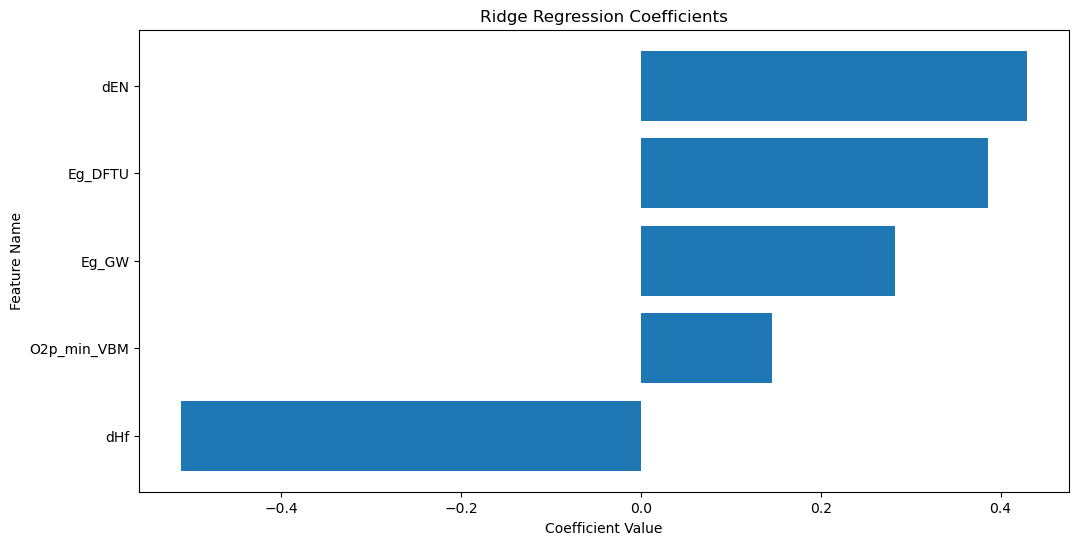 Ridge Regression Coefficients
Feature Name
dEN
Eg_DFTU
Eg_GW
O2p_min_VBM
dHf
−0.4 −0.2 0.0 0.2 0.4
Coefficient Value